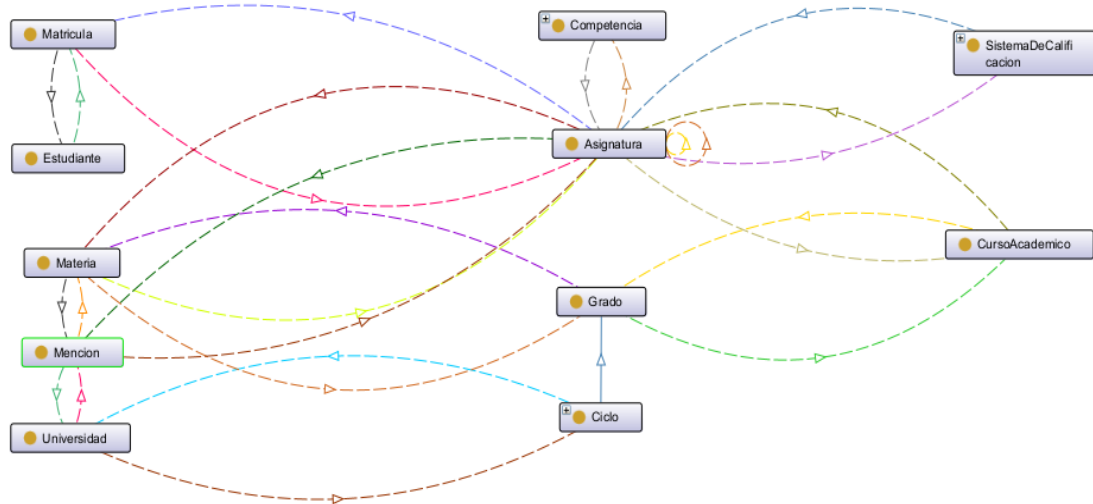 Matricula
Competencia
SistemaDeCalifi
cacion
Estudiante
Asignatura
Materia
CursoAcademico
Grado
Mencion
Universidad
Ciclo